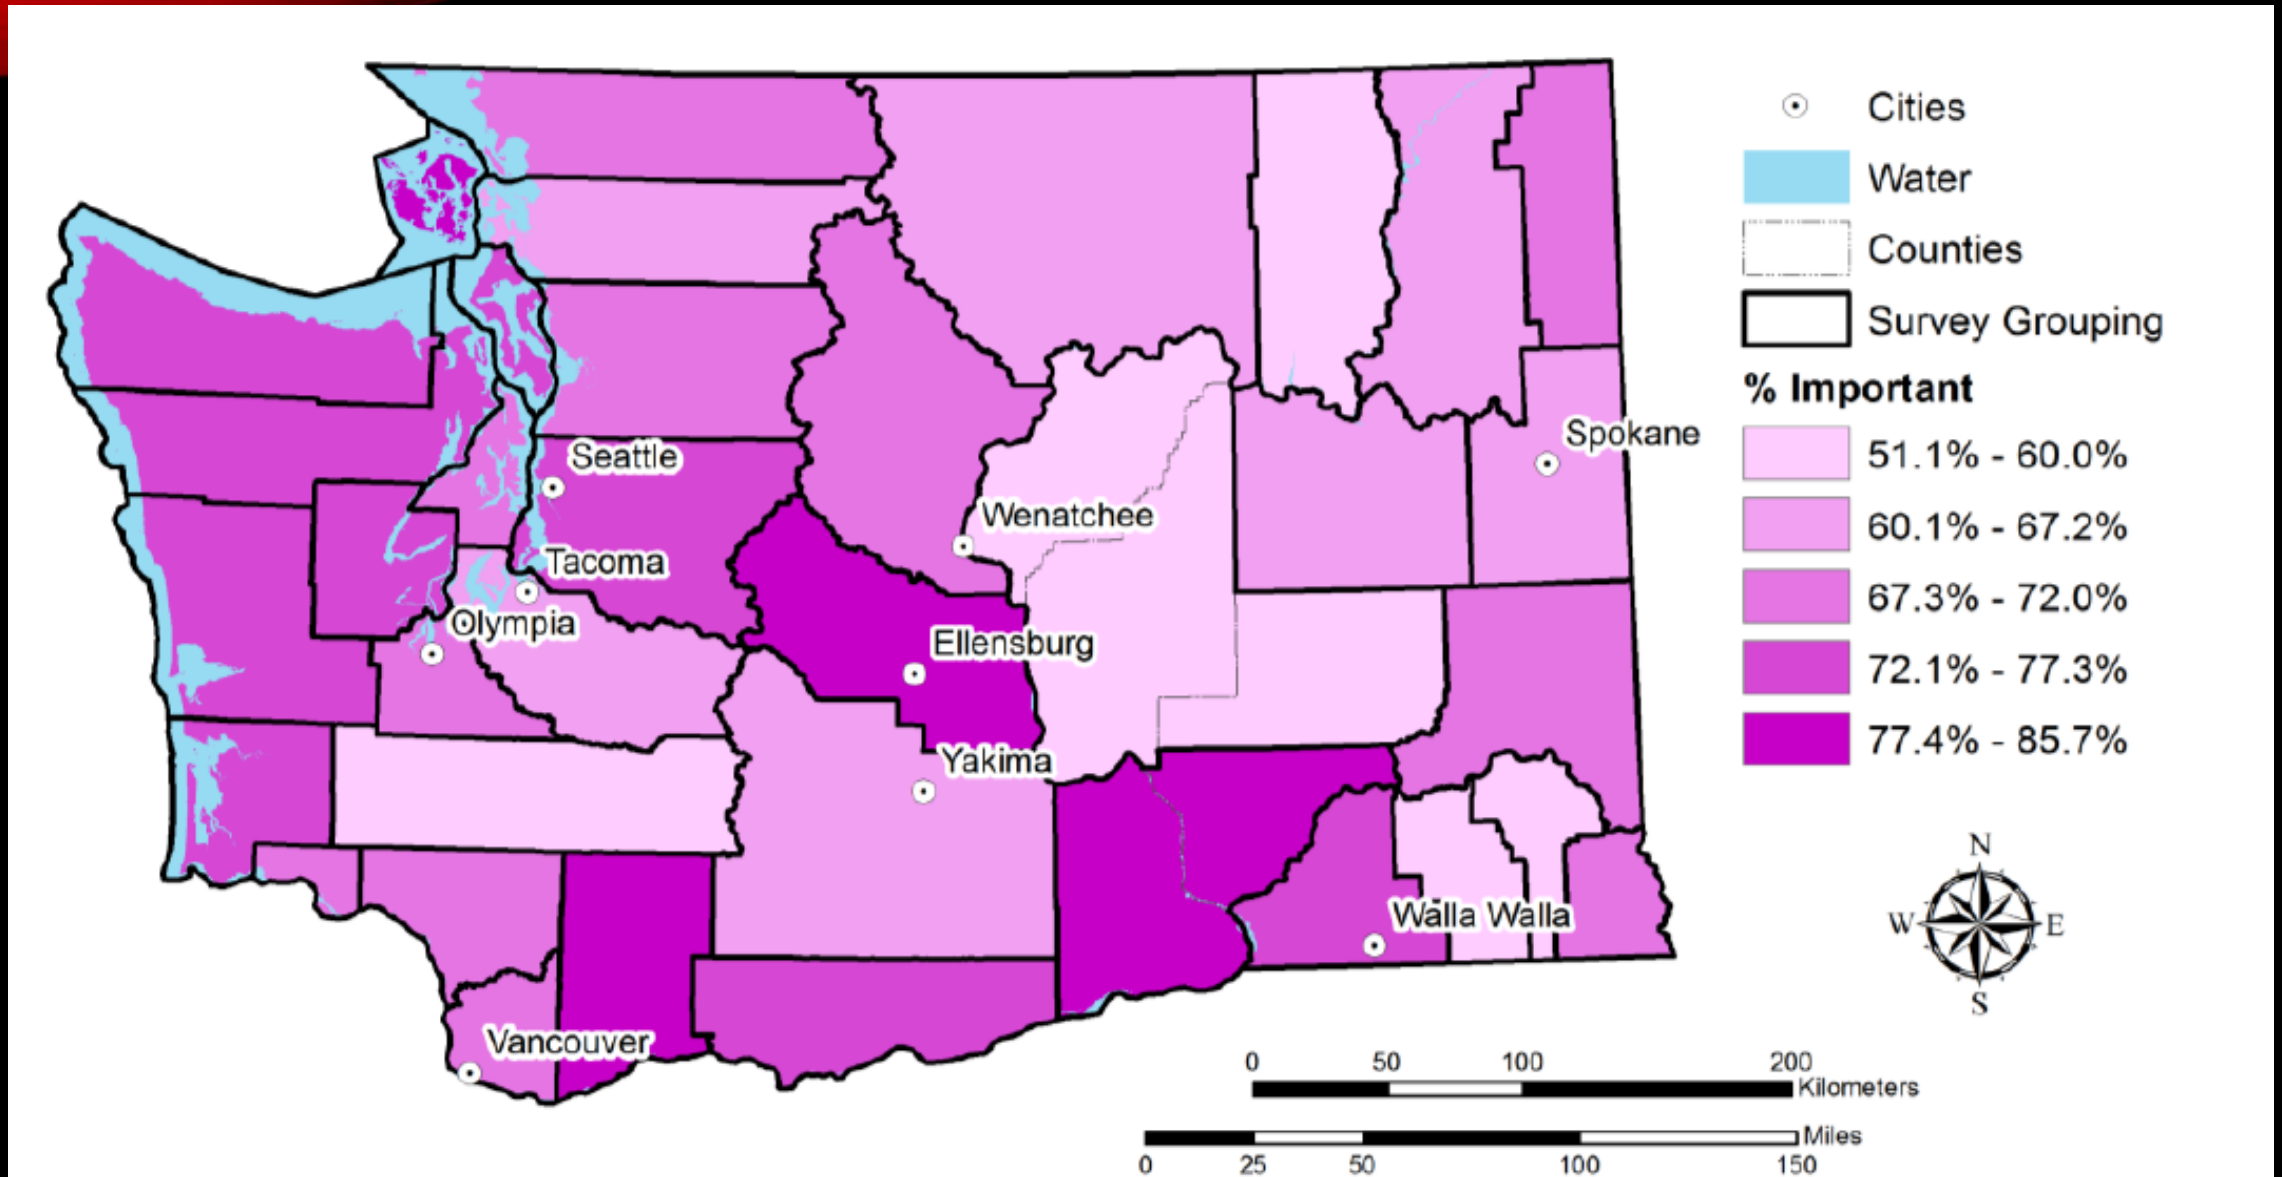 Seattle
Tacoma
Olympia
Wenatchee
Ellensburg
Yakima
Spokane
Walla Walla
Vancouver
Cities
Water
Counties
Survey Grouping
% Important
51.1% - 60.0%
60.1% - 67.2%
67.3% - 72.0%
72.1% - 77.3%
77.4% - 85.7%
N
W E
S
0 50 100 200
Kilometers
Miles
0 25 50 100 150